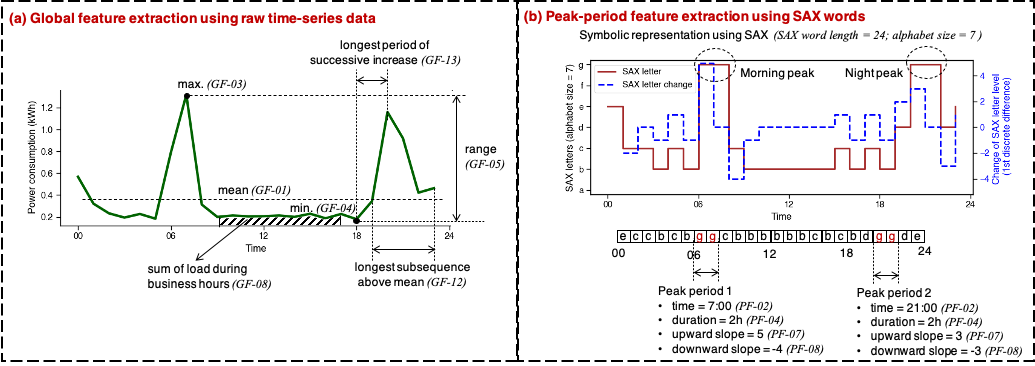 (a) Global feature extraction using raw time-series data
longest period of
successive increase (GF-13)
max. (GF-03)
1.2
1.0
0.8
0.6
0.4
0.2
Power consumption (kWh)
range
(GF-05)
mean (GF-01)
min. (GF-04)
00
06
12
18
24
Time
sum of load during
business hours (GF-08)
longest subsequence
above mean (GF-12)
(b) Peak-period feature extraction using SAX words
Symbolic representation using SAX (SAX word length = 24; alphabet size = 7 )
SAX letter
SAX letter change
Morning peak
Night peak
g
f
e
d
c
b
a
SAX letters (alphabet size = 7)
4
2
0
-2
-4
Change of SAX letter level
(1st discrete difference)
00
06
12
18
24
Time
e c c b c b g g c b b b b b b c b c b d g g d e
00
06
12
18
24
Peak period 1
• time = 7:00 (PF-02)
• duration = 2h (PF-04)
• upward slope = 5 (PF-07)
• downward slope = -4 (PF-08)
Peak period 2
• time = 21:00 (PF-02)
• duration = 2h (PF-04)
• upward slope = 3 (PF-07)
• downward slope = -3 (PF-08)